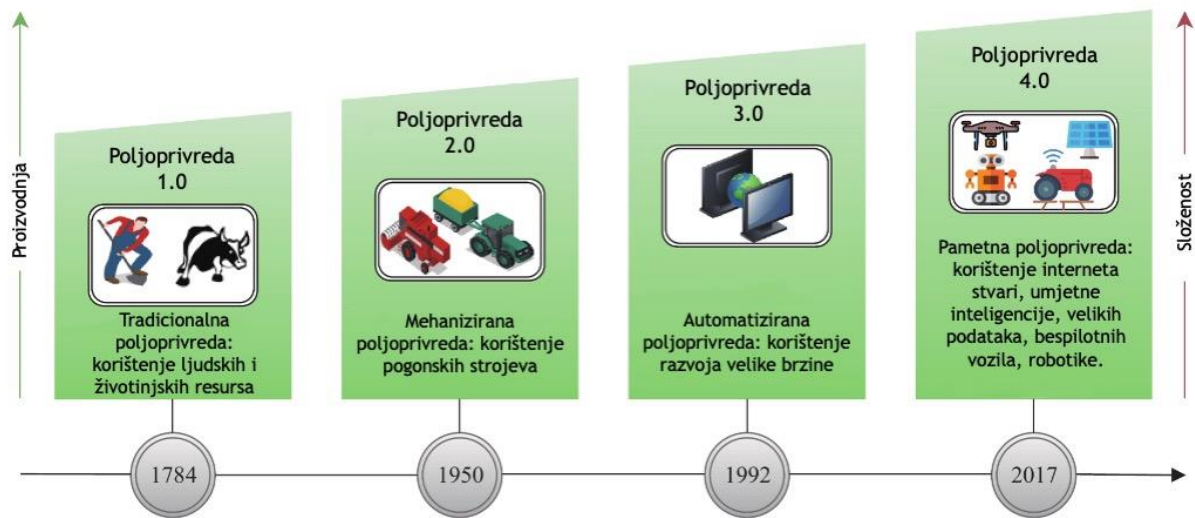 Proizvodnja
Poljoprivreda
1.0
Tradicionalna
poljoprivreda:
korištenje ljudskih i
životinjskih resursa
1784
Poljoprivreda
2.0
Mehanizirana
poljoprivreda: korištenje
pogonskih strojeva
1950
Poljoprivreda
3.0
Automatizirana
poljoprivreda: korištenje
razvoja velike brzine
1992
Poljoprivreda
4.0
Pametna poljoprivreda:
korištenje interneta
stvari, umjetne
inteligencije, velikih
podataka, bespilotnih
vozila, robotike.
2017
Složenost